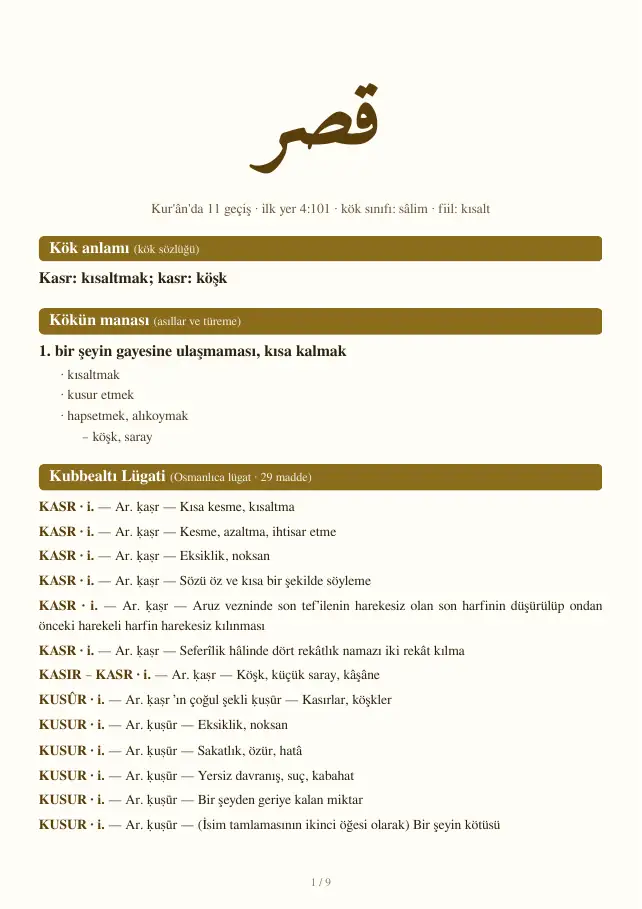 قصر
Kur'ân'da 11 geçiş · ilk yer 4:101 · kök sınıfı: sâlim · fiil: kısalt
Kök anlamı (kök sözlüğü)
Kasr: kısaltmak; kasr: köşk
Kökün manası (asıllar ve türeme)
1. bir şeyin gayesine ulaşmaması, kısa kalmak
· kısaltmak
· kusur etmek
· hapsetmek, alıkoymak
– köşk, saray
Kubbealtı Lügati (Osmanlıca lügat · 29 madde)
KASR · i. — Ar. ḳaṣr — Kısa kesme, kısaltma
KASR · i. — Ar. ḳaṣr — Kesme, azaltma, ihtisar etme
KASR · i. — Ar. ḳaṣr — Eksiklik, noksan
KASR · i. — Ar. ḳaṣr — Sözü öz ve kısa bir şekilde söyleme
KASR · i. — Ar. ḳaṣr — Aruz vezninde son tef'ilenin harekesiz olan son harfinin düşürülüp ondan
önceki harekeli harfin harekesiz kılınması
KASR · i. — Ar. ḳaṣr — Seferîlik hâlinde dört rekâtlık namazı iki rekât kılma
KASIR – KASR · i. — Ar. ḳaṣr — Köşk, küçük saray, kâşâne
KUSÛR · i. — Ar. ḳaṣr 'ın çoğul şekli ḳuṣūr — Kasırlar, köşkler
KUSUR · i. — Ar. ḳuṣūr — Eksiklik, noksan
KUSUR · i. — Ar. ḳuṣūr — Sakatlık, özür, hatâ
KUSUR · i. — Ar. ḳuṣūr — Yersiz davranış, suç, kabahat
KUSUR · i. — Ar. ḳuṣūr — Bir şeyden geriye kalan miktar
KUSUR · i. — Ar. ḳuṣūr — (İsim tamlamasının ikinci öğesi olarak) Bir şeyin kötüsü
1 / 9